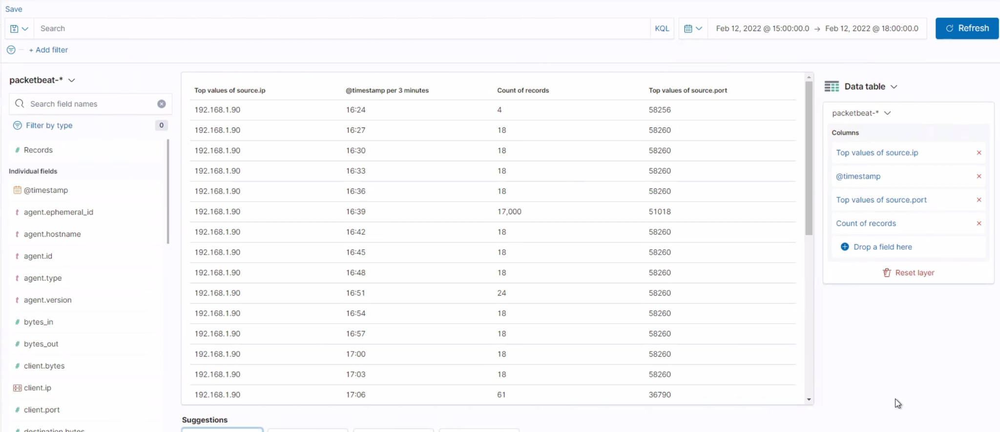 Save
Search KQL Feb 12, 2022 @ 15:00:00.0 → Feb 12, 2022 @ 18:00:00.0 Refresh
+ Add filter
packetbeat-*
Search field names
Filter by type 0
# Records
Individual fields
@timestamp
t agent.ephemeral_id
t agent.hostname
t agent.id
t agent.type
t agent.version
# bytes_in
# bytes_out
# client.bytes
client.ip
# client.port
# destination.bytes
Top values of source.ip @timestamp per 3 minutes Count of records Top values of source.port
192.168.1.90 16:24 4 58256
192.168.1.90 16:27 18 58260
192.168.1.90 16:30 18 58260
192.168.1.90 16:33 18 58260
192.168.1.90 16:36 18 58260
192.168.1.90 16:39 17,000 51018
192.168.1.90 16:42 18 58260
192.168.1.90 16:45 18 58260
192.168.1.90 16:48 18 58260
192.168.1.90 16:51 24 58260
192.168.1.90 16:54 18 58260
192.168.1.90 16:57 18 58260
192.168.1.90 17:00 18 58260
192.168.1.90 17:03 18 58260
192.168.1.90 17:06 61 36790
Suggestions
Data table
packetbeat-*
Columns
Top values of source.ip
@timestamp
Top values of source.port
Count of records
Drop a field here
Reset layer